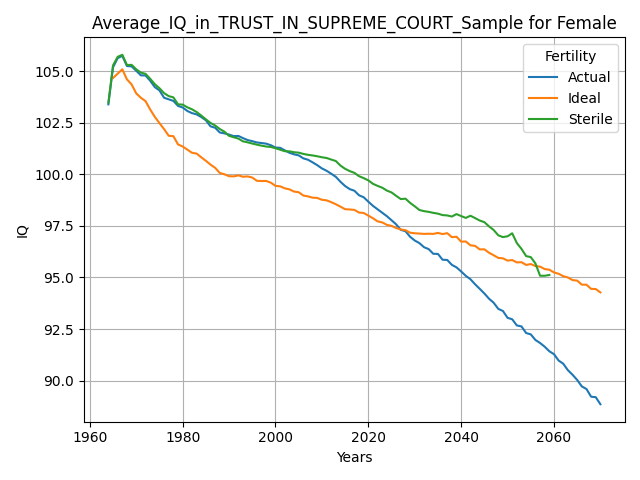 Average_IQ_in_TRUST_IN_SUPREME_COURT_Sample for Female
Fertility
Actual
Ideal
Sterile
IQ
105.0
102.5
100.0
97.5
95.0
92.5
90.0
1960
1980
2000
2020
2040
2060
Years